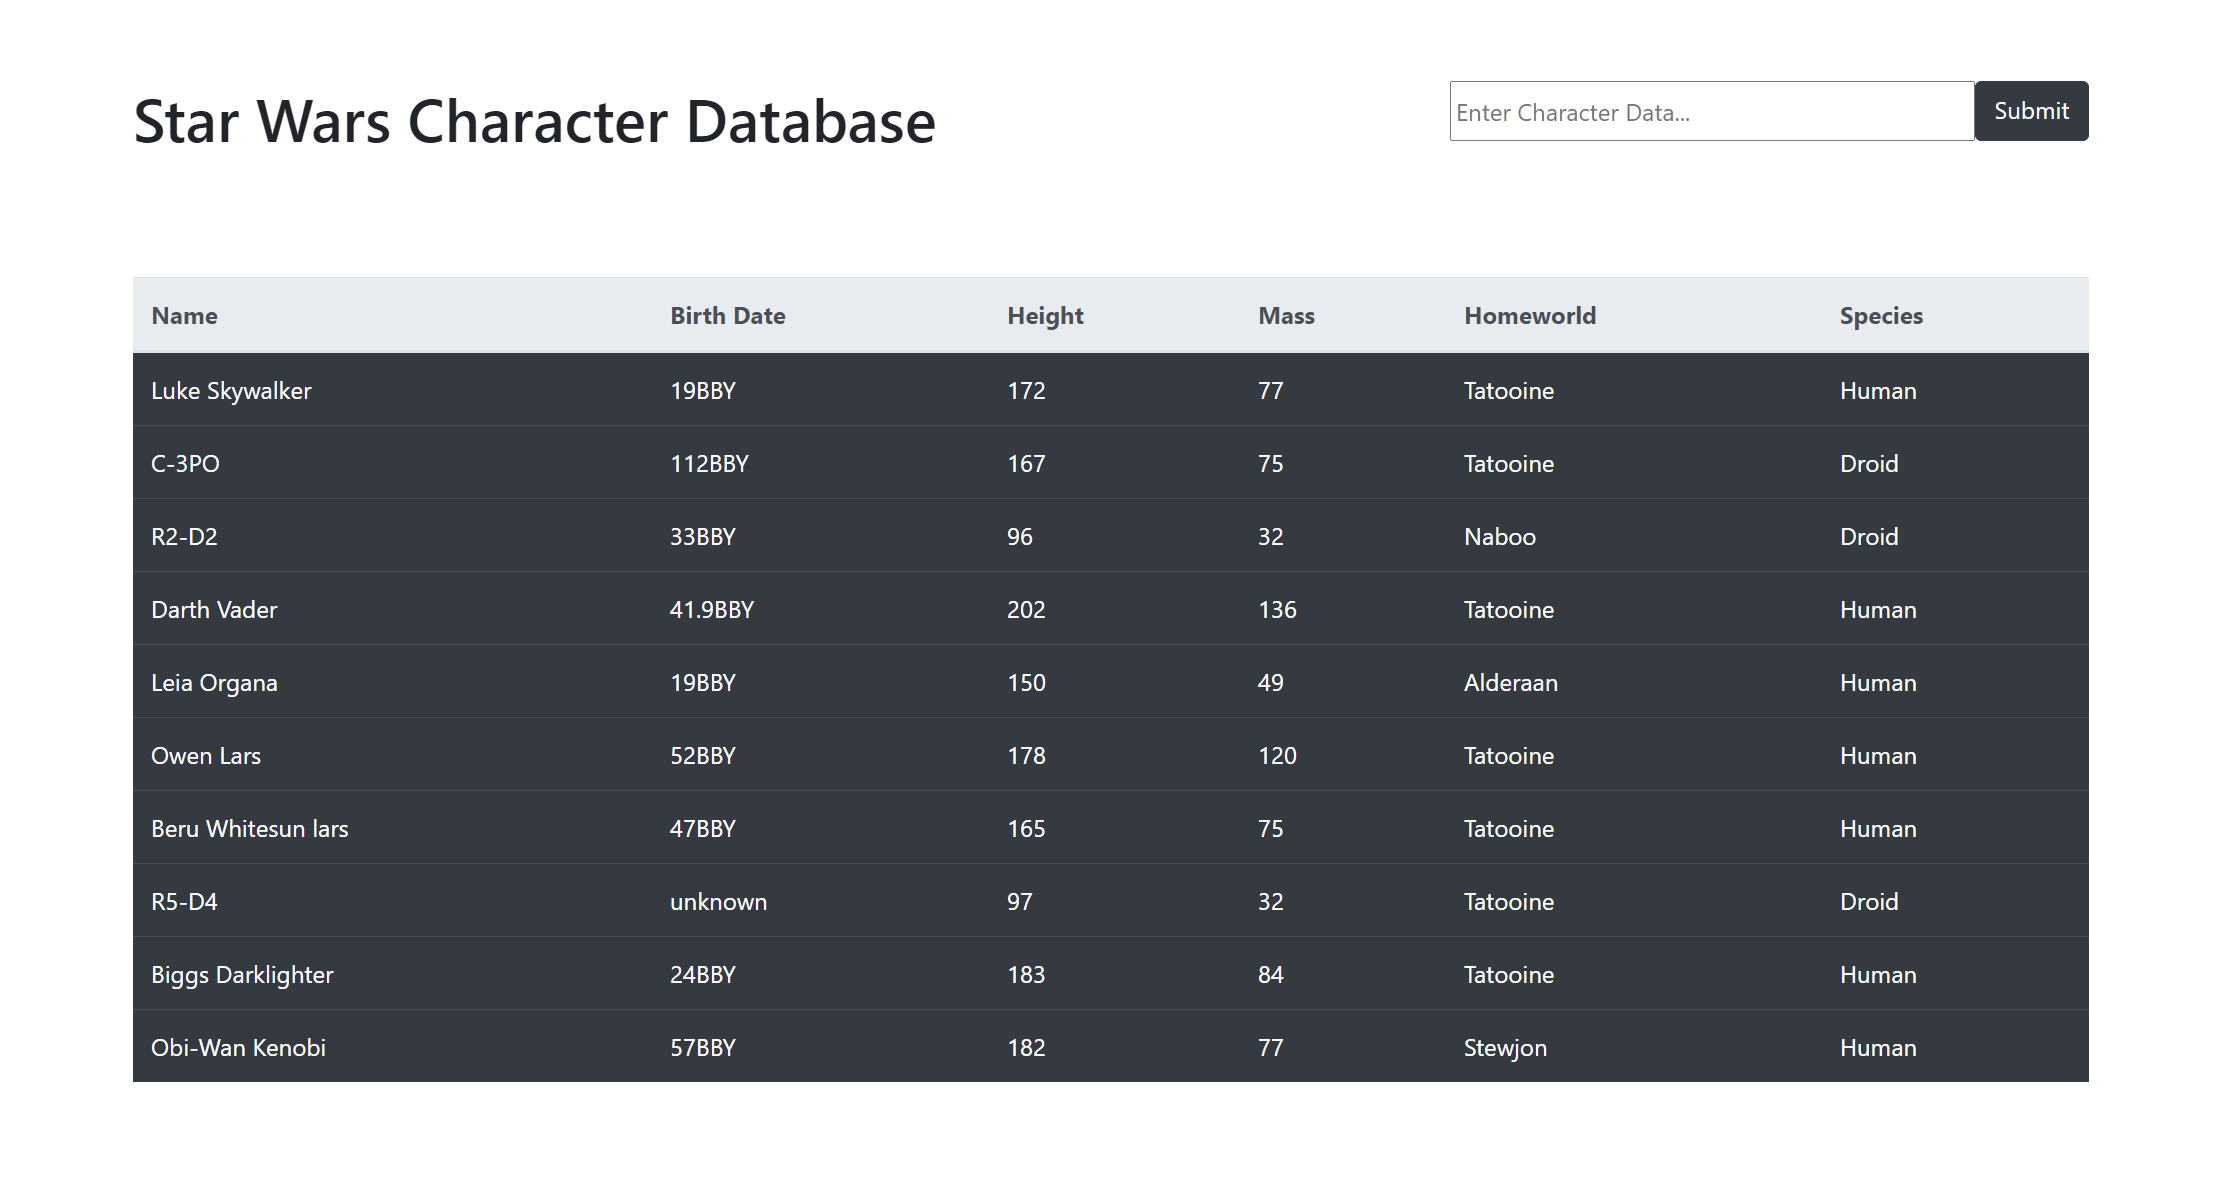 Star Wars Character Database
Enter Character Data... Submit
Name Birth Date Height Mass Homeworld Species
Luke Skywalker 19BBY 172 77 Tatooine Human
C-3PO 112BBY 167 75 Tatooine Droid
R2-D2 33BBY 96 32 Naboo Droid
Darth Vader 41.9BBY 202 136 Tatooine Human
Leia Organa 19BBY 150 49 Alderaan Human
Owen Lars 52BBY 178 120 Tatooine Human
Beru Whitesun lars 47BBY 165 75 Tatooine Human
R5-D4 unknown 97 32 Tatooine Droid
Biggs Darklighter 24BBY 183 84 Tatooine Human
Obi-Wan Kenobi 57BBY 182 77 Stewjon Human